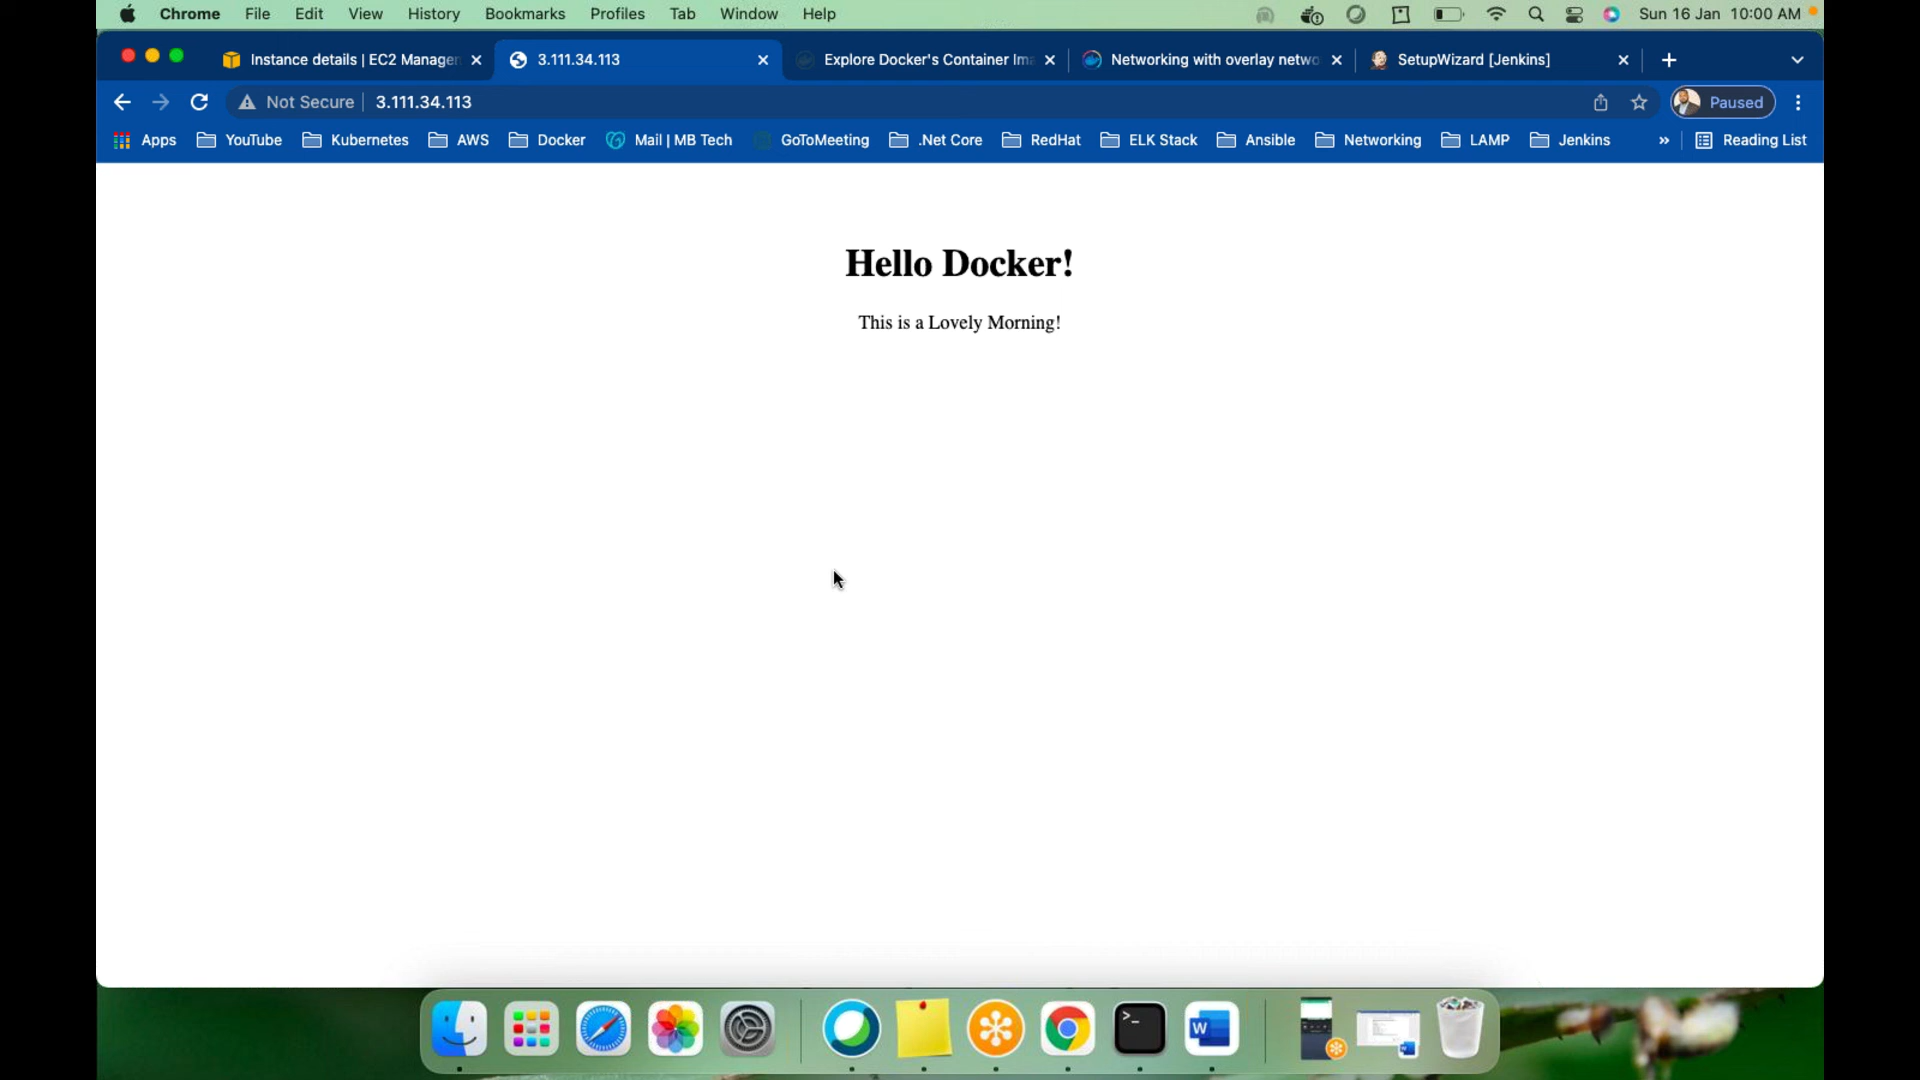 Chrome File Edit View History Bookmarks Profiles Tab Window Help Sun 16 Jan 10:00 AM
Instance details | EC2 Manager 3.111.34.113 Explore Docker's Container Ima Networking with overlay netwo SetupWizard [Jenkins]
Not Secure 3.111.34.113 Paused
Apps YouTube Kubernetes AWS Docker Mail | MB Tech GoToMeeting .Net Core RedHat ELK Stack Ansible Networking LAMP Jenkins » Reading List
Hello Docker!
This is a Lovely Morning!